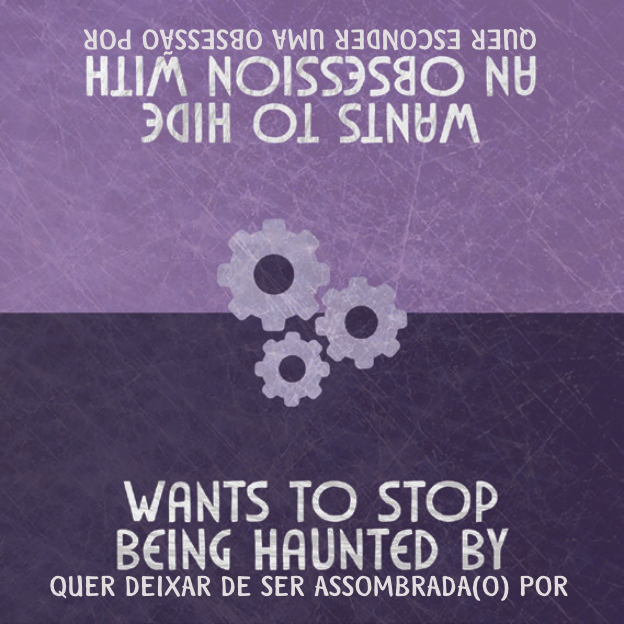 WANTS TO HIDE
AN OBSESSION WITH
QUER ESCONDER UMA OBSESSÃO POR
WANTS TO STOP
BEING HAUNTED BY
QUER DEIXAR DE SER ASSOMBRADA(O) POR